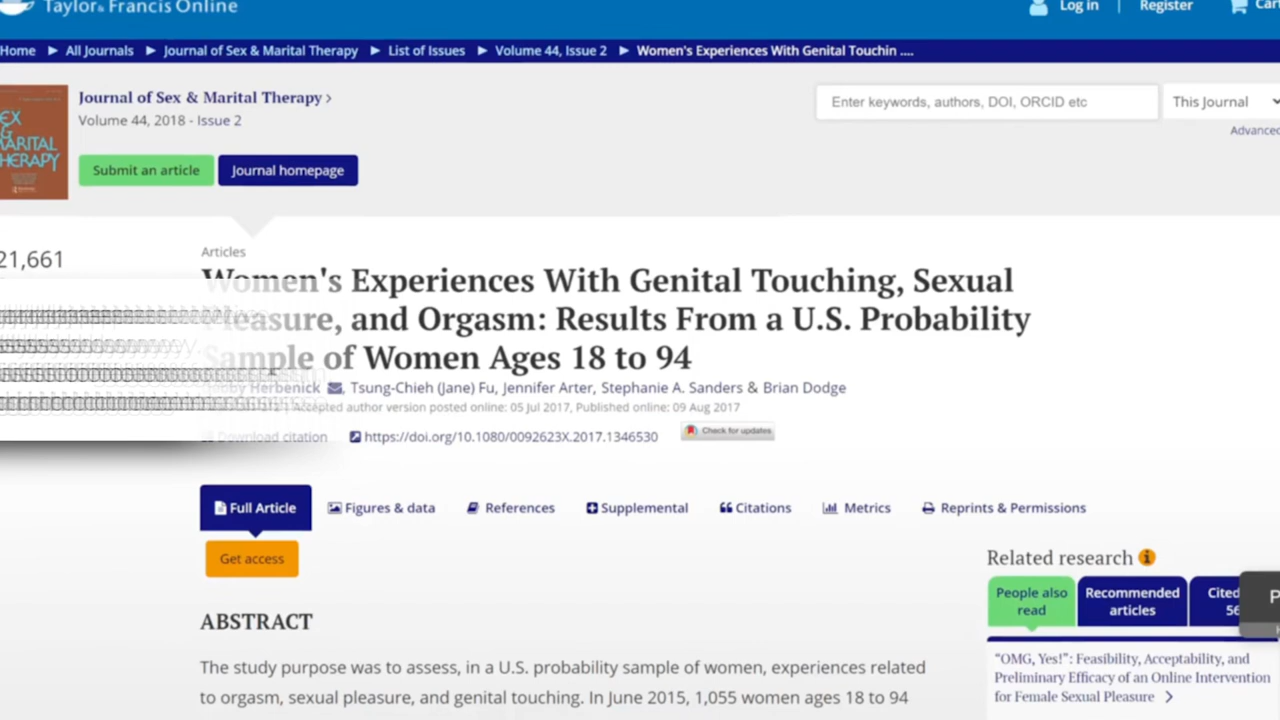 Taylor & Francis Online
Log in | Register
Home ▶ All Journals ▶ Journal of Sex & Marital Therapy ▶ List of Issues ▶ Volume 44, Issue 2 ▶ Women's Experiences With Genital Touchin ....
Journal of Sex & Marital Therapy >
Volume 44, 2018 - Issue 2
Enter keywords, authors, DOI, ORCID etc
This Journal
Submit an article
Journal homepage
21,661
Articles
Women's Experiences With Genital Touching, Sexual
Pleasure, and Orgasm: Results From a U.S. Probability
Sample of Women Ages 18 to 94
Herbenick, Tsung-Chieh (Jane) Fu, Jennifer Arter, Stephanie A. Sanders & Brian Dodge
Accepted author version posted online: 05 Jul 2017, Published online: 09 Aug 2017
Download citation
https://doi.org/10.1080/0092623X.2017.1346530
Check for updates
Full Article
Figures & data
References
Supplemental
Citations
Metrics
Reprints & Permissions
Get access
Related research
People also
read
Recommended
articles
Cited
56
ABSTRACT
The study purpose was to assess, in a U.S. probability sample of women, experiences related
to orgasm, sexual pleasure, and genital touching. In June 2015, 1,055 women ages 18 to 94
“OMG, Yes!”: Feasibility, Acceptability, and
Preliminary Efficacy of an Online Intervention
for Female Sexual Pleasure >